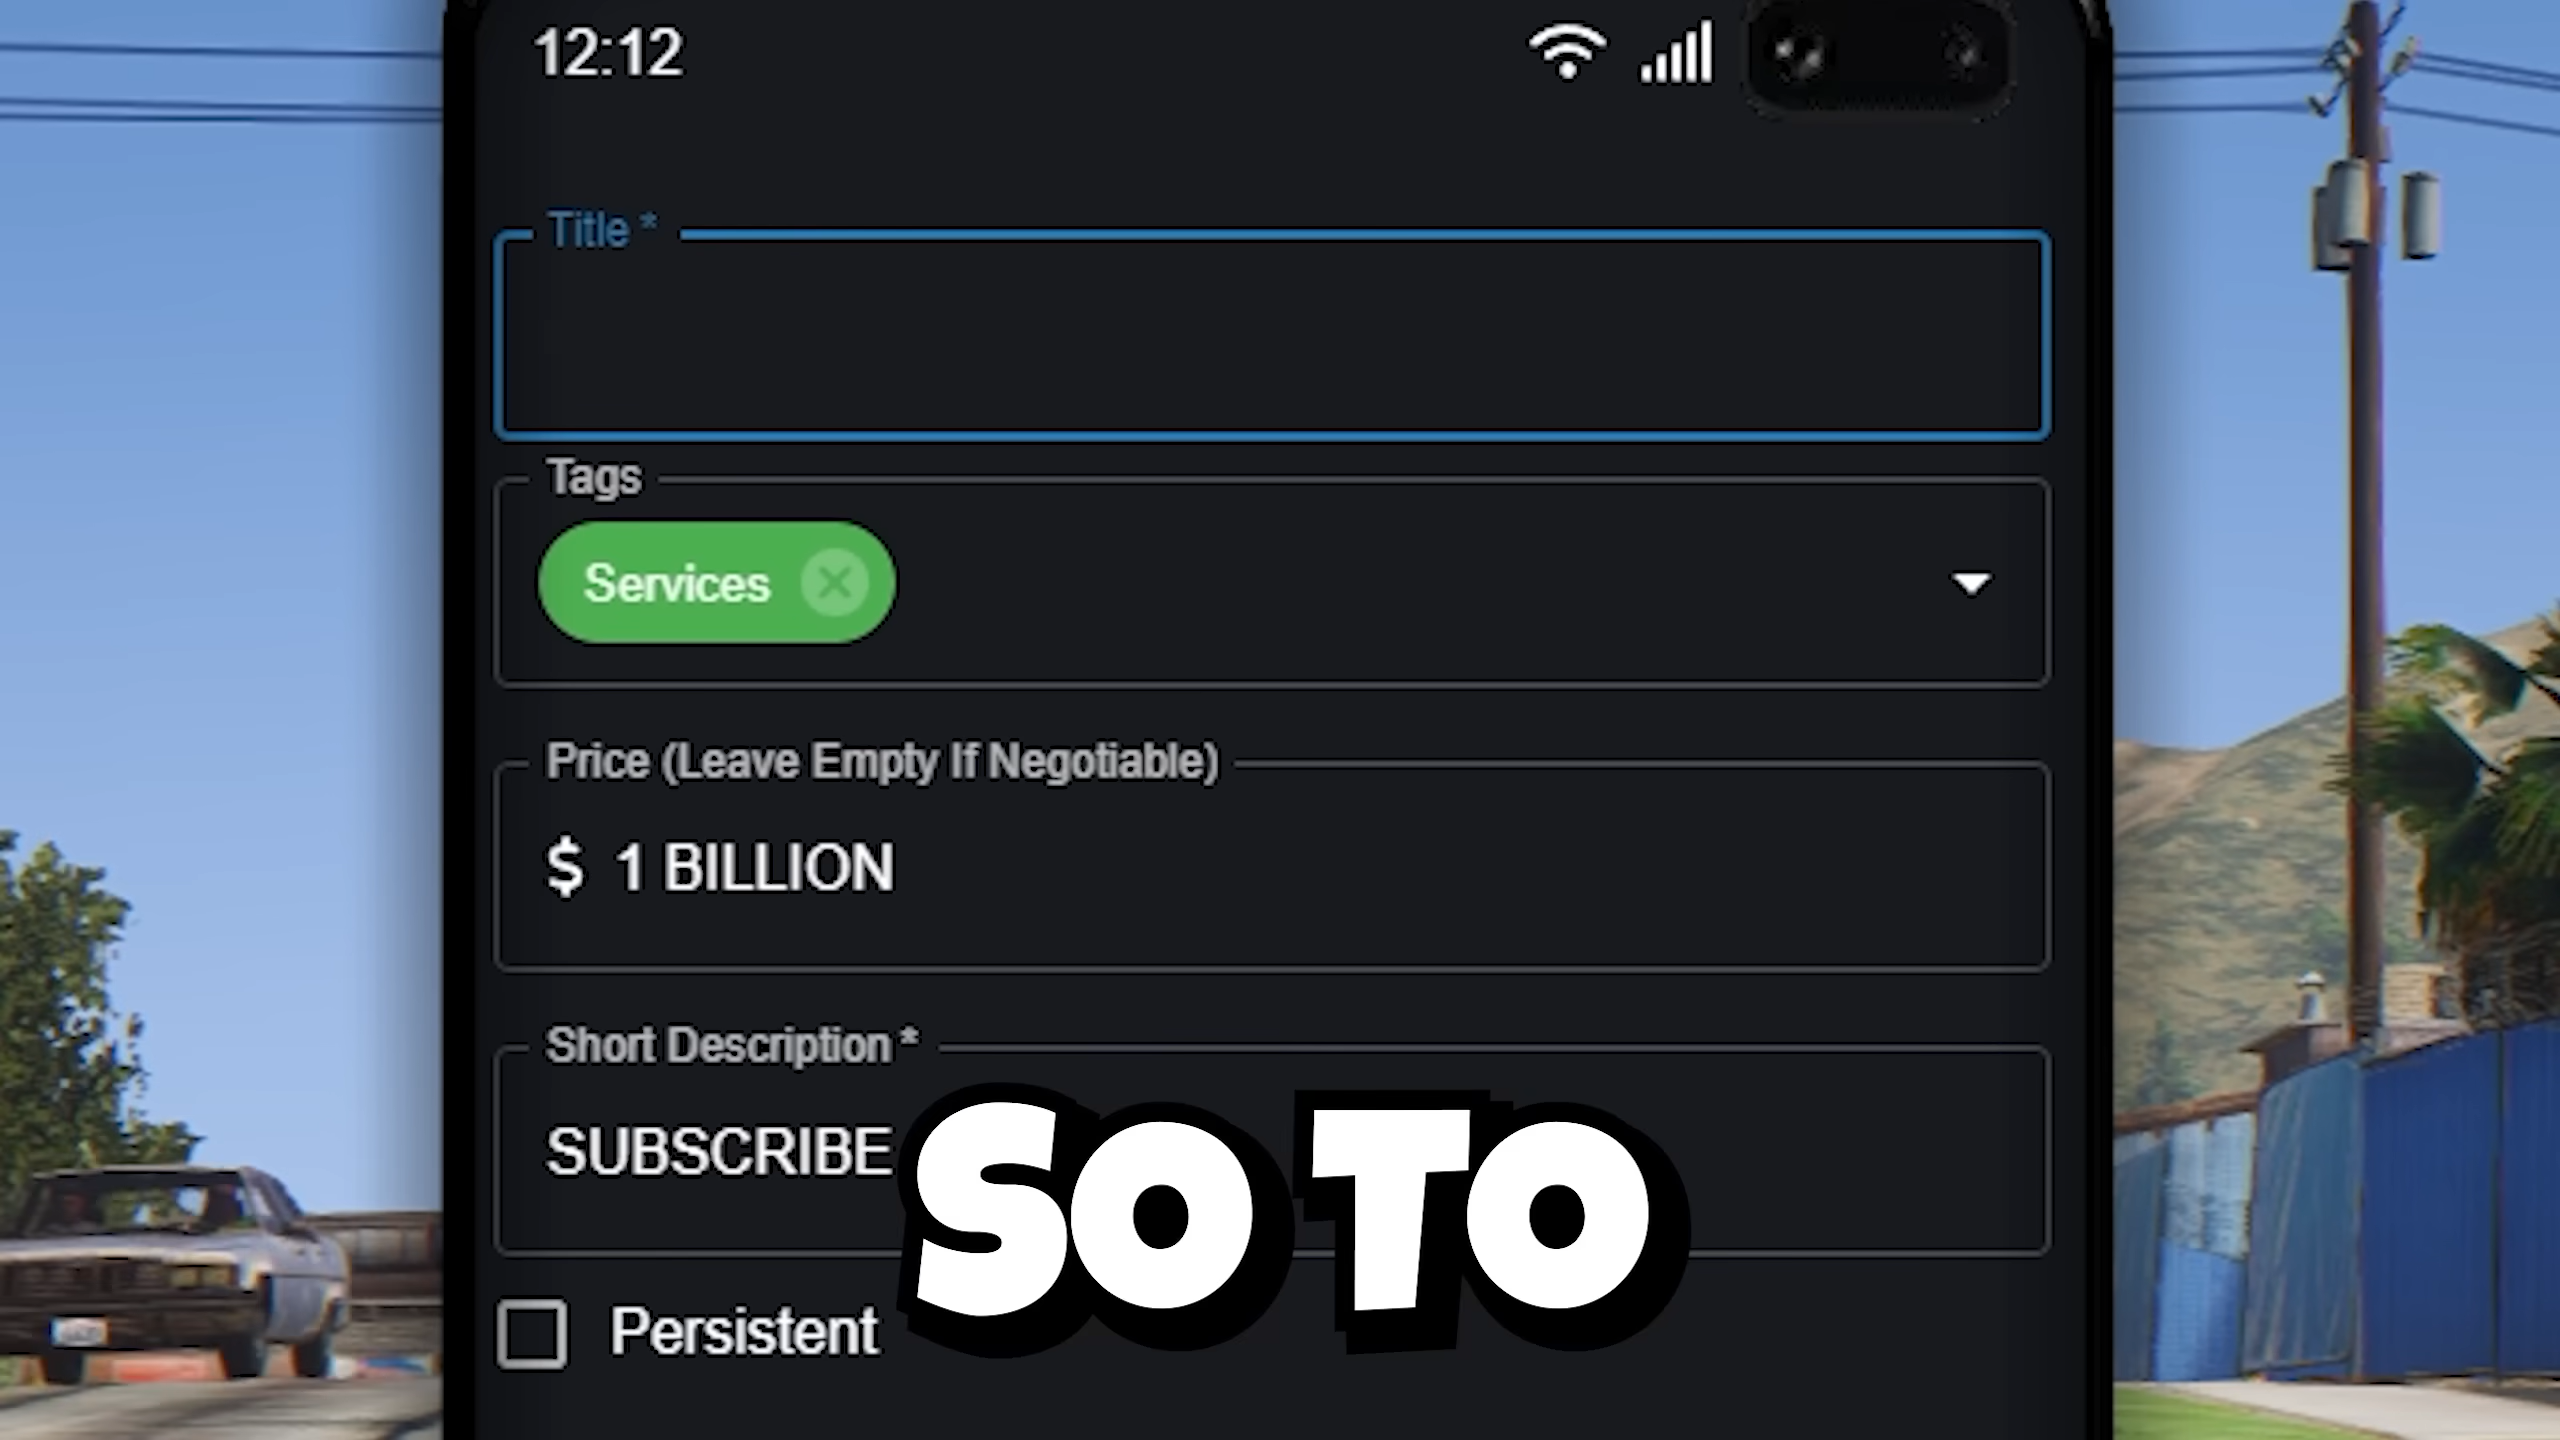 12:12
Title *
Tags
Services
Price (Leave Empty If Negotiable)
$ 1 BILLION
Short Description *
SUBSCRIBE
SO TO
Persistent